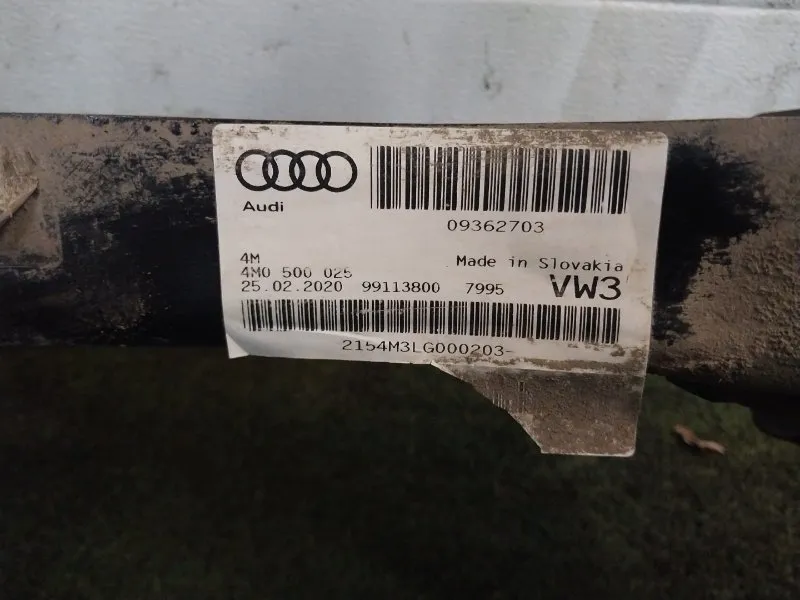 Audi
09362703
4M
4M0 500 025 Made in Slovakia
25.02.2020 99113800 7995 VW3
2154M3LG000203-